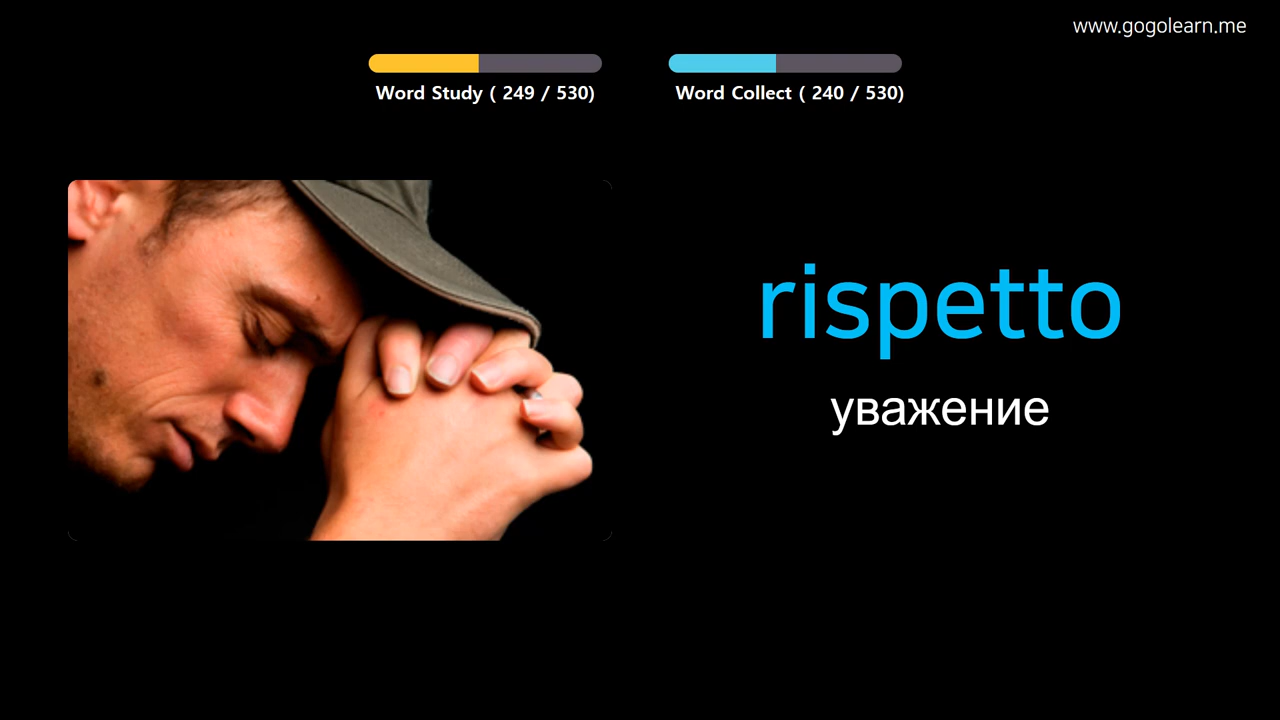 www.gogolearn.me
Word Study ( 249 / 530)
Word Collect ( 240 / 530)
rispetto
уважение